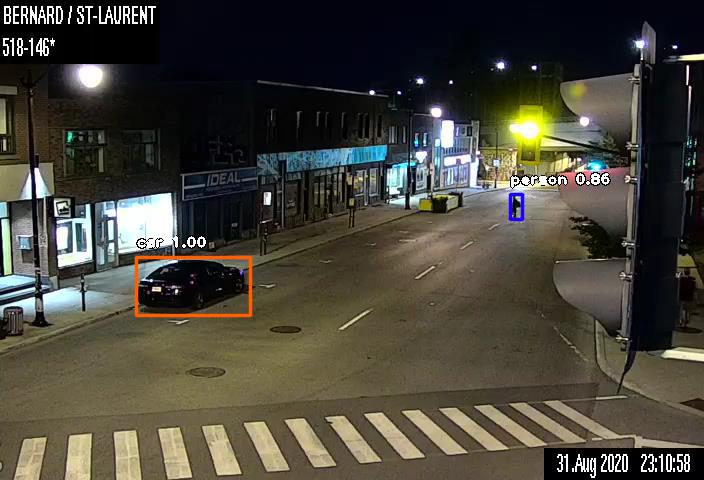 BERNARD / ST-LAURENT
518-146*
person 0.86
IDEAL
car 1.00
31.Aug 2020 23:10:58